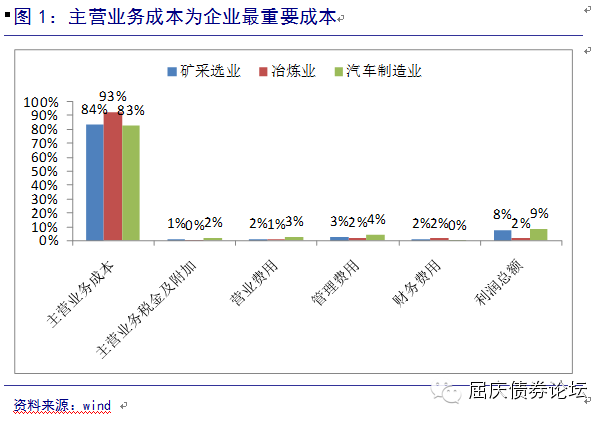 图 1：主营业务成本为企业最重要成本
矿采选业 冶炼业 汽车制造业
100%
90%
80%
70%
60%
50%
40%
30%
20%
10%
0%
84% 93% 83%
1% 0% 2%
2% 1% 3%
3% 2% 4%
2% 2% 0%
8% 2% 9%
主营业务成本
主营业务税金及附加
营业费用
管理费用
财务费用
利润总额
资料来源：wind
屈庆债券论坛